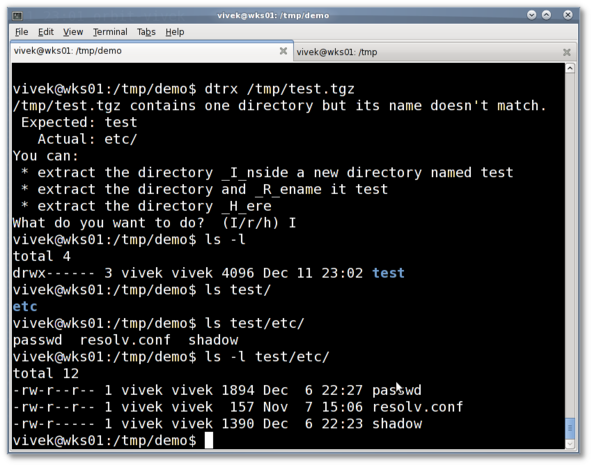 vivek@wks01: /tmp/demo
File Edit View Terminal Tabs Help
vivek@wks01: /tmp/demo vivek@wks01: /tmp
vivek@wks01:/tmp/demo$ dtrx /tmp/test.tgz
/tmp/test.tgz contains one directory but its name doesn't match.
 Expected: test
   Actual: etc/
You can:
 * extract the directory _I_nside a new directory named test
 * extract the directory and _R_ename it test
 * extract the directory _H_ere
What do you want to do?  (I/r/h) I
vivek@wks01:/tmp/demo$ ls -l
total 4
drwx------ 3 vivek vivek 4096 Dec 11 23:02 test
vivek@wks01:/tmp/demo$ ls test/
etc
vivek@wks01:/tmp/demo$ ls test/etc/
passwd  resolv.conf  shadow
vivek@wks01:/tmp/demo$ ls -l test/etc/
total 12
-rw-r--r-- 1 vivek vivek 1894 Dec  6 22:27 passwd
-rw-r--r-- 1 vivek vivek  157 Nov  7 15:06 resolv.conf
-rw-r----- 1 vivek vivek 1390 Dec  6 22:23 shadow
vivek@wks01:/tmp/demo$